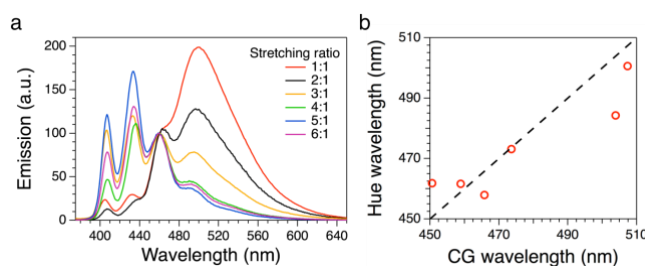 a
Emission (a.u.)
200
150
100
50
0
400 440 480 520 560 600 640
Wavelength (nm)
Stretching ratio
1:1
2:1
3:1
4:1
5:1
6:1
b
Hue wavelength (nm)
510
490
470
450
450 470 490 510
CG wavelength (nm)